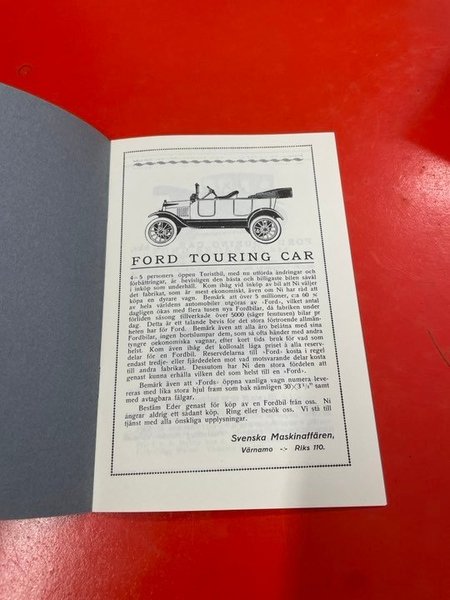 FORD TOURING CAR
4—5 personers öppen Toristbil, med nu utförda ändringar och
förbättringar, är bevisligen den bästa och billigaste bilen såväl
i inköp som underhåll. Kom ihåg vid inköp av bil att Ni väljer
det fabrikat, som är mest ekonomiskt, även om Ni har råd att
köpa en dyrare vagn. Bemärk att över 5 millioner, c:a 60 %
av hela världens automobiler utgöras av »Ford», vilket antal
dagligen ökas med flera tusen nya Fordbilar, då fabriken under
förliden säsong tillverkade över 5000 (säger femtusen) bilar pr
dag. Detta är ett talande bevis för det stora förtroende allmän-
heten har för Ford. Bemärk även att alla äro belåtna med sina
Fordbilar, ingen bortslumpar dem, som så ofta händer med andra
tyngre oekonomiska vagnar, efter kort tids bruk för vad som
helst. Kom även ihåg det kollosalt låga priset å alla reserv-
delar för en Fordbil. Reservdelarna till »Ford» kosta i regel
endast tredje- eller fjärdedelen mot vad motsvarande delar kosta
till andra fabrikat. Dessutom har Ni den stora fördelen att
genast kunna erhålla vilken del som helst till en »Ford».
Bemärk även att »Fords» öppna vanliga vagn numera leve-
reras med lika stora hjul fram som bak nämligen 30×3½" samt
med avtagbara fälgar.
Bestäm Eder genast för köp av en Fordbil från oss. Ni
ångrar aldrig ett sådant köp. Ring eller besök oss. Vi stå till
tjänst med alla önskliga upplysningar.
Svenska Maskinaffären,
Värnamo -:- Riks 110.